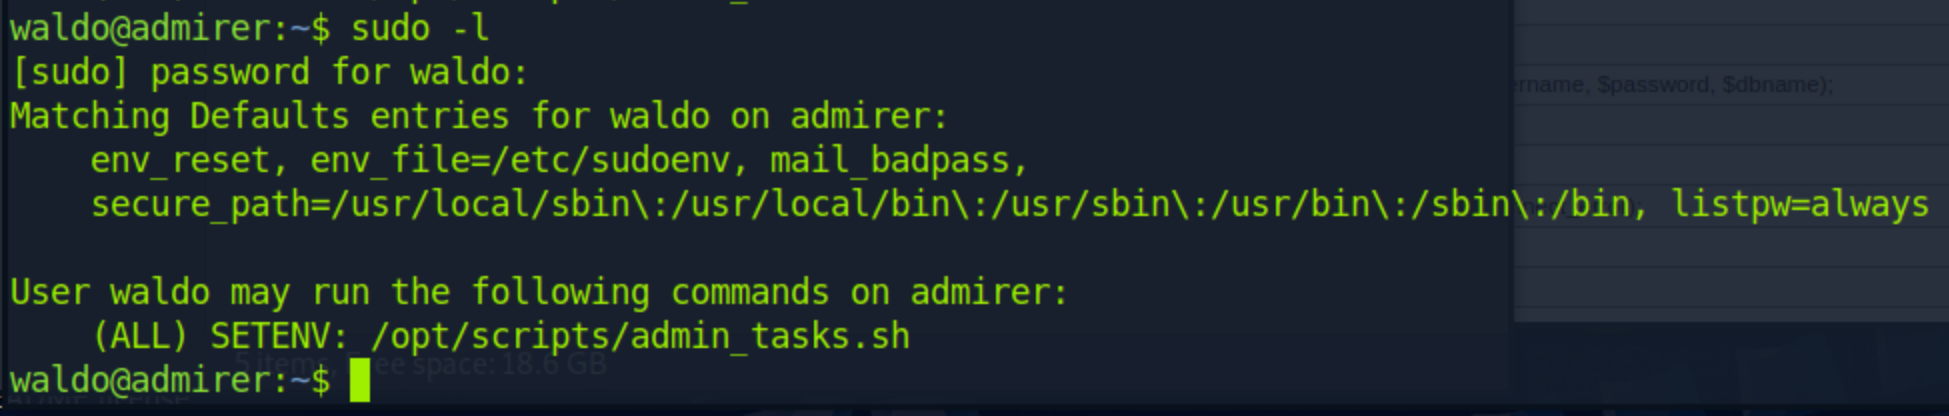 waldo@admirer:~$ sudo -l
[sudo] password for waldo:
Matching Defaults entries for waldo on admirer:
    env_reset, env_file=/etc/sudoenv, mail_badpass,
    secure_path=/usr/local/sbin\:/usr/local/bin\:/usr/sbin\:/usr/bin\:/sbin\:/bin, listpw=always
User waldo may run the following commands on admirer:
    (ALL) SETENV: /opt/scripts/admin_tasks.sh
waldo@admirer:~$
$password, $dbname);
5 items, Free space: 18.6 GB